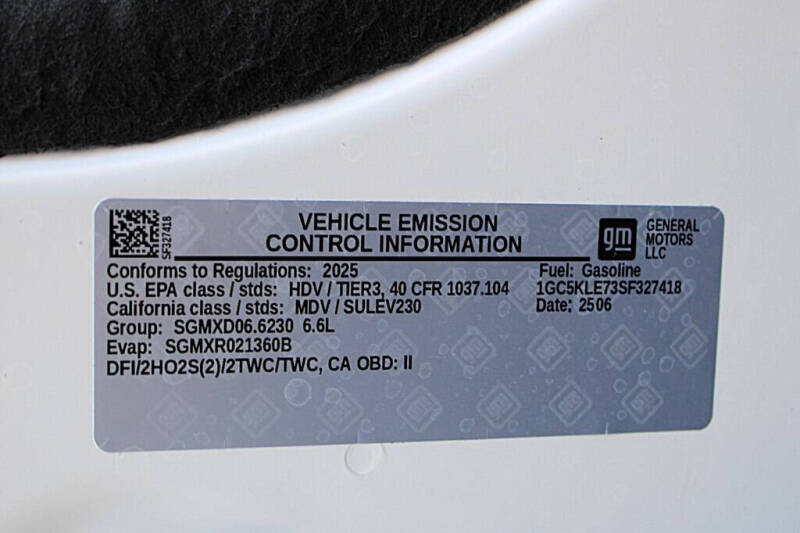 SF327418
VEHICLE EMISSION
CONTROL INFORMATION
gm
GENERAL
MOTORS
LLC
Conforms to Regulations: 2025
Fuel: Gasoline
U.S. EPA class / stds: HDV / TIER3, 40 CFR 1037.104
1GC5KLE73SF327418
California class / stds: MDV / SULEV230
Date: 2506
Group: SGMXD06.6230 6.6L
Evap: SGMXR021360B
DFI/2HO2S(2)/2TWC/TWC, CA OBD: II